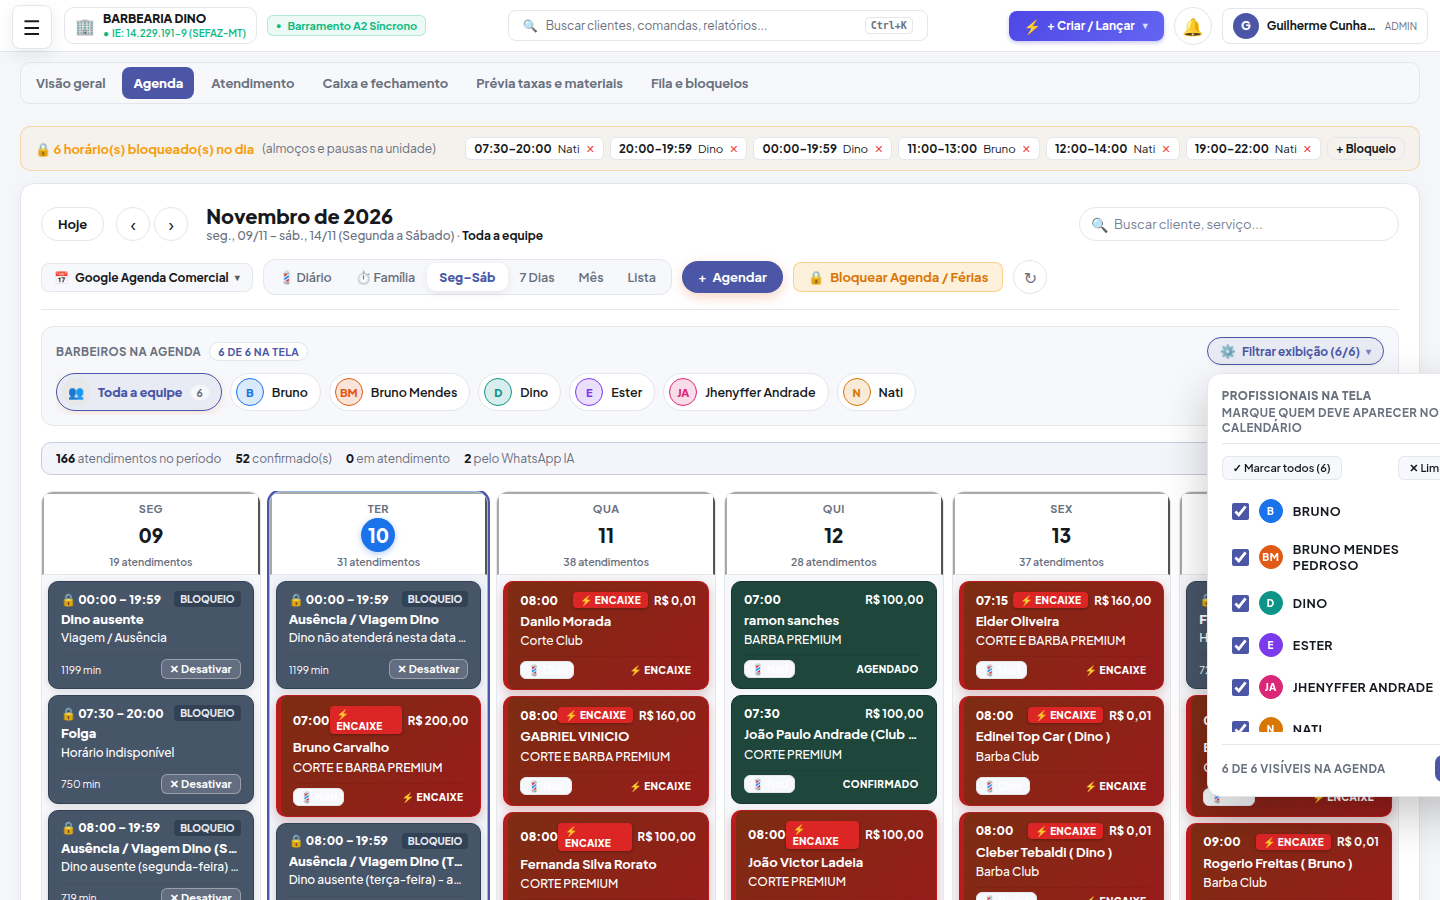 BARBEARIA DINO
IE: 14.229.191-9 (SEFAZ-MT)
Barramento A2 Síncrono
Buscar clientes, comandas, relatórios...
Ctrl+K
+ Criar / Lançar
G
Guilherme Cunha...
ADMIN
Visão geral
Agenda
Atendimento
Caixa e fechamento
Prévia taxas e materiais
Fila e bloqueios
6 horário(s) bloqueado(s) no dia (almoços e pausas na unidade)
07:30–20:00 Nati ✕
20:00–19:59 Dino ✕
00:00–19:59 Dino ✕
11:00–13:00 Bruno ✕
12:00–14:00 Nati ✕
19:00–22:00 Nati ✕
+ Bloqueio
Hoje
‹
›
Novembro de 2026
seg., 09/11 – sáb., 14/11 (Segunda a Sábado) · Toda a equipe
Buscar cliente, serviço...
Google Agenda Comercial
Diário
Família
Seg–Sáb
7 Dias
Mês
Lista
+ Agendar
Bloquear Agenda / Férias
↻
BARBEIROS NA AGENDA
6 DE 6 NA TELA
Filtrar exibição (6/6)
Toda a equipe 6
B Bruno
BM Bruno Mendes
D Dino
E Ester
JA Jhenyffer Andrade
N Nati
166 atendimentos no período
52 confirmado(s)
0 em atendimento
2 pelo WhatsApp IA
PROFISSIONAIS NA TELA
MARQUE QUEM DEVE APARECER NO
CALENDÁRIO
✓ Marcar todos (6)
✕ Lim
B BRUNO
BM BRUNO MENDES
PEDROSO
D DINO
E ESTER
JA JHENYFFER ANDRADE
N NATI
6 DE 6 VISÍVEIS NA AGENDA
SEG
09
19 atendimentos
00:00 – 19:59 BLOQUEIO
Dino ausente
Viagem / Ausência
1199 min
✕ Desativar
07:30 – 20:00 BLOQUEIO
Folga
Horário indisponível
750 min
✕ Desativar
08:00 – 19:59 BLOQUEIO
Ausência / Viagem Dino (S...
Dino ausente (segunda-feira) ...
719 min
✕ Desativar
TER
10
31 atendimentos
00:00 – 19:59 BLOQUEIO
Ausência / Viagem Dino
Dino não atenderá nesta data ...
1199 min
✕ Desativar
07:00 ENCAIXE R$ 200,00
Bruno Carvalho
CORTE E BARBA PREMIUM
ENCAIXE
08:00 – 19:59 BLOQUEIO
Ausência / Viagem Dino (T...
Dino ausente (terça-feira) – a...
QUA
11
38 atendimentos
08:00 ENCAIXE R$ 0,01
Danilo Morada
Corte Club
ENCAIXE
08:00 ENCAIXE R$ 160,00
GABRIEL VINICIO
CORTE E BARBA PREMIUM
ENCAIXE
08:00 ENCAIXE R$ 100,00
Fernanda Silva Rorato
CORTE PREMIUM
QUI
12
28 atendimentos
07:00 R$ 100,00
ramon sanches
BARBA PREMIUM
AGENDADO
07:30 R$ 100,00
João Paulo Andrade (Club ...
CORTE PREMIUM
CONFIRMADO
08:00 ENCAIXE R$ 100,00
João Victor Ladeia
CORTE PREMIUM
SEX
13
37 atendimentos
07:15 ENCAIXE R$ 160,00
Elder Oliveira
CORTE E BARBA PREMIUM
ENCAIXE
08:00 ENCAIXE R$ 0,01
Edinei Top Car ( Dino )
Barba Club
ENCAIXE
08:00 ENCAIXE R$ 0,01
Cleber Tebaldi ( Dino )
Barba Club
ENCAIXE
09:00 ENCAIXE R$ 0,01
Rogerio Freitas ( Bruno )
Barba Club